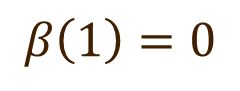 β(1) = 0